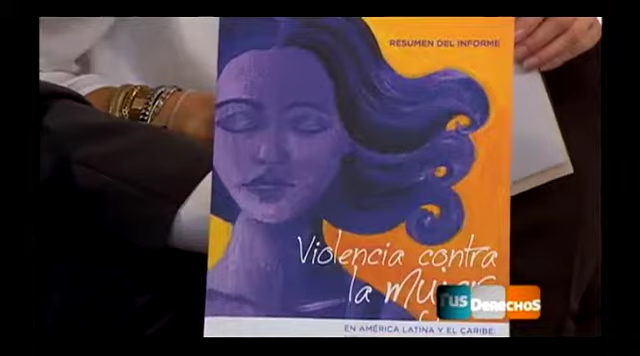 RESUMEN DEL INFORME
Violencia contra
la
EN AMÉRICA LATINA Y EL CARIBE
Tus DERECHOS